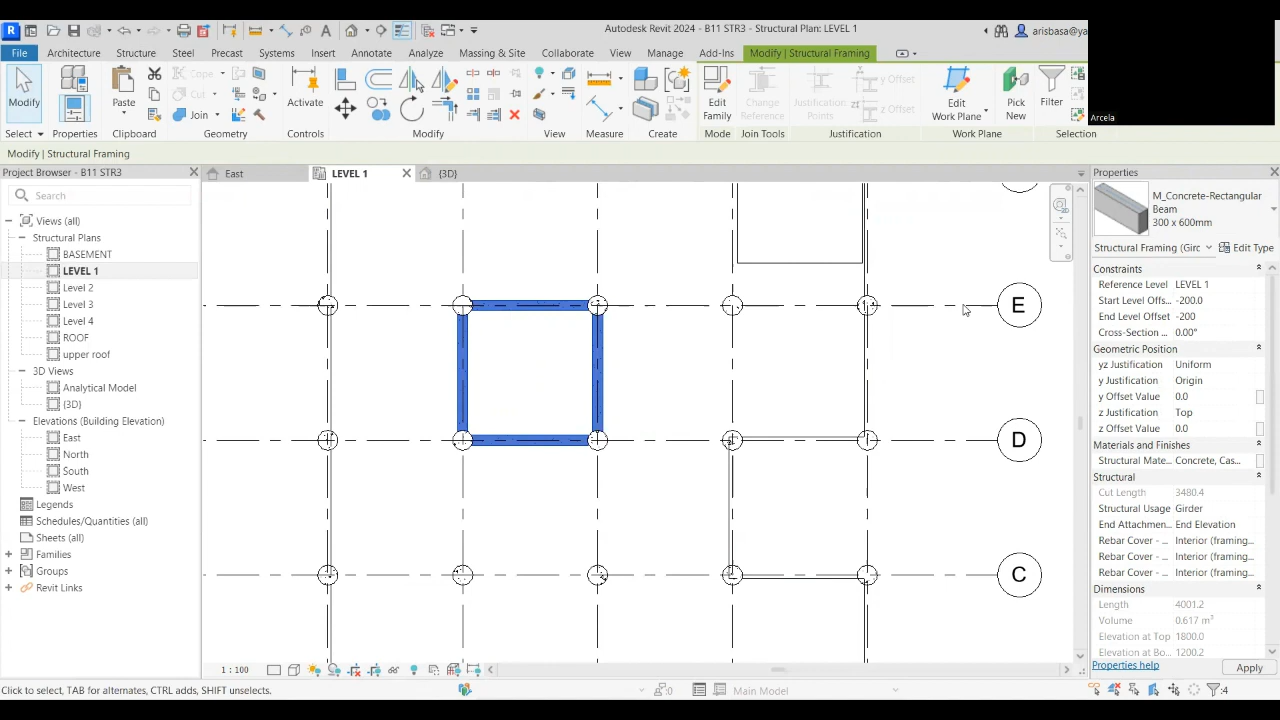 Autodesk Revit 2024 - B11 STR3 - Structural Plan: LEVEL 1
arisbasa@ya
File Architecture Structure Steel Precast Systems Insert Annotate Analyze Massing & Site Collaborate View Manage Add-Ins Modify | Structural Framing
Modify
Properties
Paste
Cope
Cut
Join
Activate
Edit Family
Change Reference
Justification Points
y Offset
z Offset
Edit Work Plane
Pick New
Filter
Select Properties Clipboard Geometry Controls Modify View Measure Create Mode Join Tools Justification Work Plane Selection
Arcela
Modify | Structural Framing
Project Browser - B11 STR3
East LEVEL 1 {3D}
Properties
Search
Views (all)
Structural Plans
BASEMENT
LEVEL 1
Level 2
Level 3
Level 4
ROOF
upper roof
3D Views
Analytical Model
{3D}
Elevations (Building Elevation)
East
North
South
West
Legends
Schedules/Quantities (all)
Sheets (all)
Families
Groups
Revit Links
E
D
C
M_Concrete-Rectangular
Beam
300 x 600mm
Structural Framing (Girc Edit Type
Constraints
Reference Level LEVEL 1
Start Level Offs... -200.0
End Level Offset -200
Cross-Section ... 0.00°
Geometric Position
yz Justification Uniform
y Justification Origin
y Offset Value 0.0
z Justification Top
z Offset Value 0.0
Materials and Finishes
Structural Mate... Concrete, Cas...
Structural
Cut Length 3480.4
Structural Usage Girder
End Attachmen... End Elevation
Rebar Cover - ... Interior (framing...
Rebar Cover - ... Interior (framing...
Rebar Cover - ... Interior (framing...
Dimensions
Length 4001.2
Volume 0.617 m³
Elevation at Top 1800.0
Elevation at Bo... 1200.2
Properties help Apply
1 : 100
Click to select, TAB for alternates, CTRL adds, SHIFT unselects.
:0
Main Model
:4